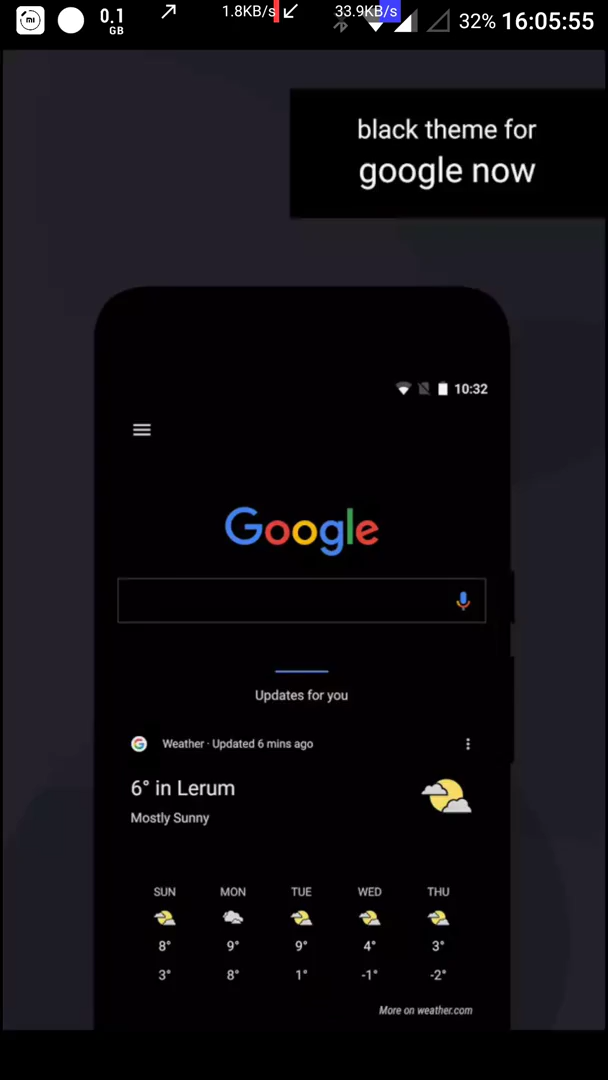 0.1
GB
1.8KB/s
33.9KB/s
32% 16:05:55
black theme for
google now
10:32
Google
Updates for you
Weather · Updated 6 mins ago
6° in Lerum
Mostly Sunny
SUN MON TUE WED THU
8° 9° 9° 4° 3°
3° 8° 1° -1° -2°
More on weather.com